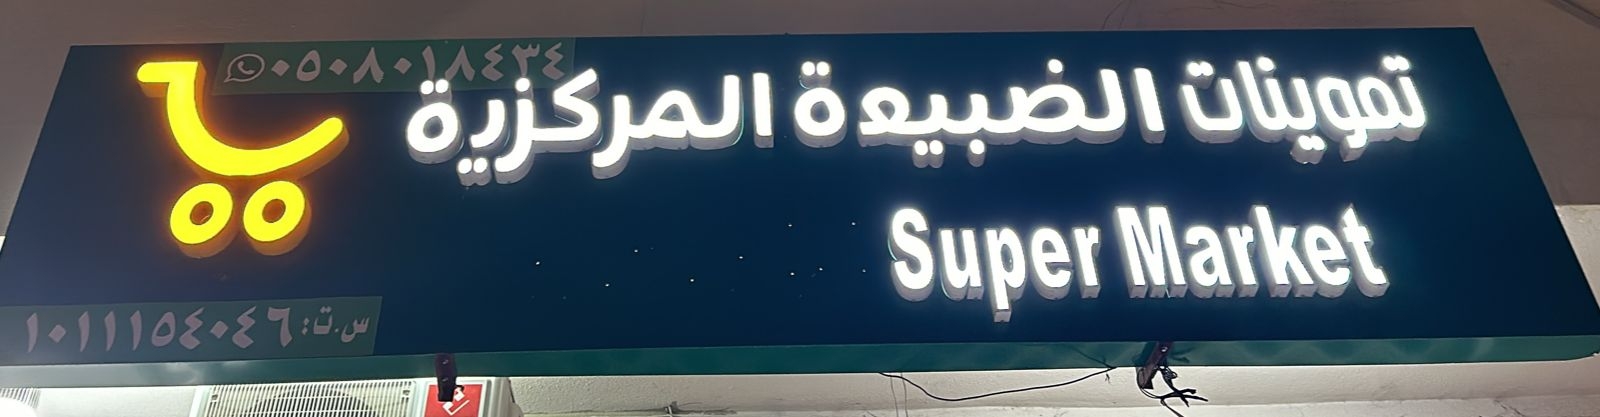 ٠٥٠٨٠١٨٤٣٤
تموينات الضبيعة المركزية
Super Market
س.ت: ١٠١١١٥٤٠٤٦